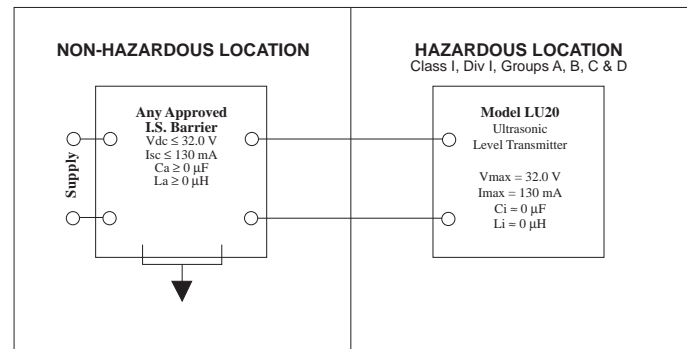 NON-HAZARDOUS LOCATION
HAZARDOUS LOCATION
Class I, Div I, Groups A, B, C & D
Supply
Any Approved
I.S. Barrier
Vdc ≤ 32.0 V
Isc ≤ 130 mA
Ca ≥ 0 µF
La ≥ 0 µH
Model LU20
Ultrasonic
Level Transmitter
Vmax = 32.0 V
Imax = 130 mA
Ci ≈ 0 µF
Li ≈ 0 µH